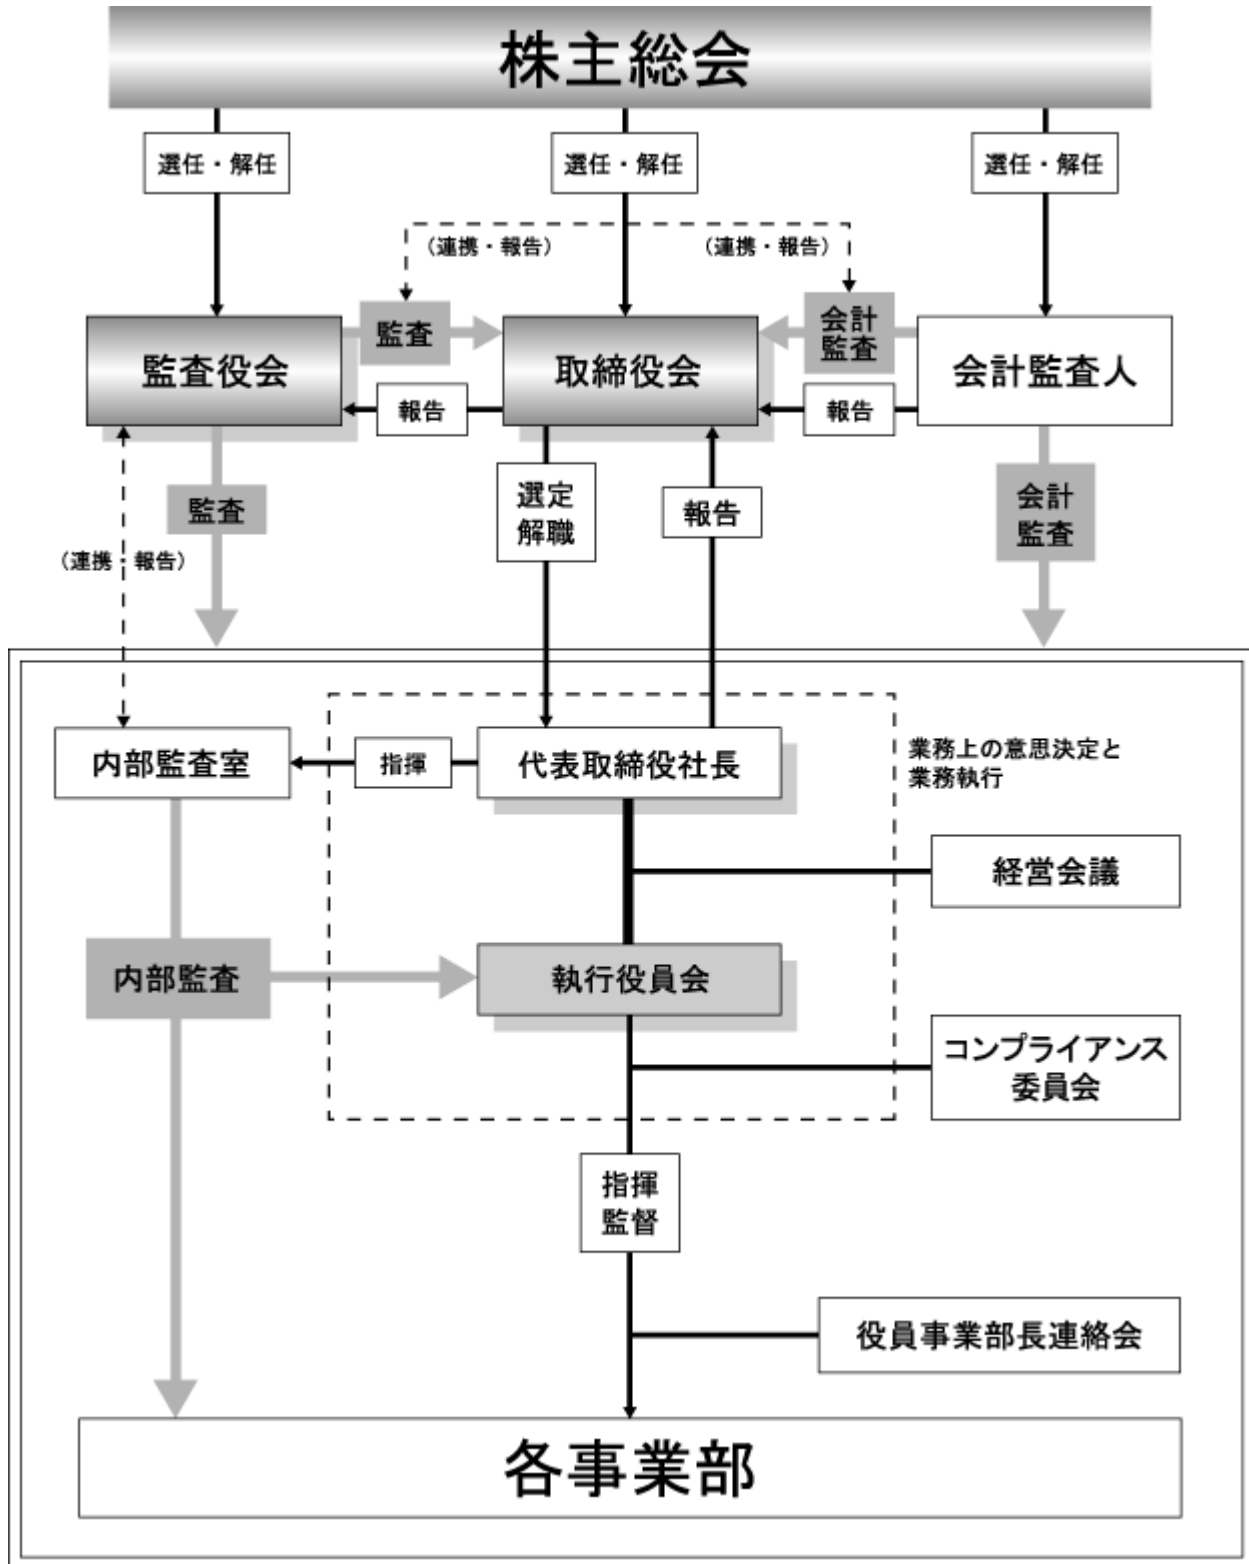 株主総会
選任・解任
選任・解任
選任・解任
（連携・報告）
（連携・報告）
監査役会
監査
取締役会
会計
監査
会計監査人
報告
報告
監査
選定
解職
報告
会計
監査
（連携・報告）
内部監査室
指揮
代表取締役社長
業務上の意思決定と
業務執行
経営会議
内部監査
執行役員会
コンプライアンス
委員会
指揮
監督
役員事業部長連絡会
各事業部